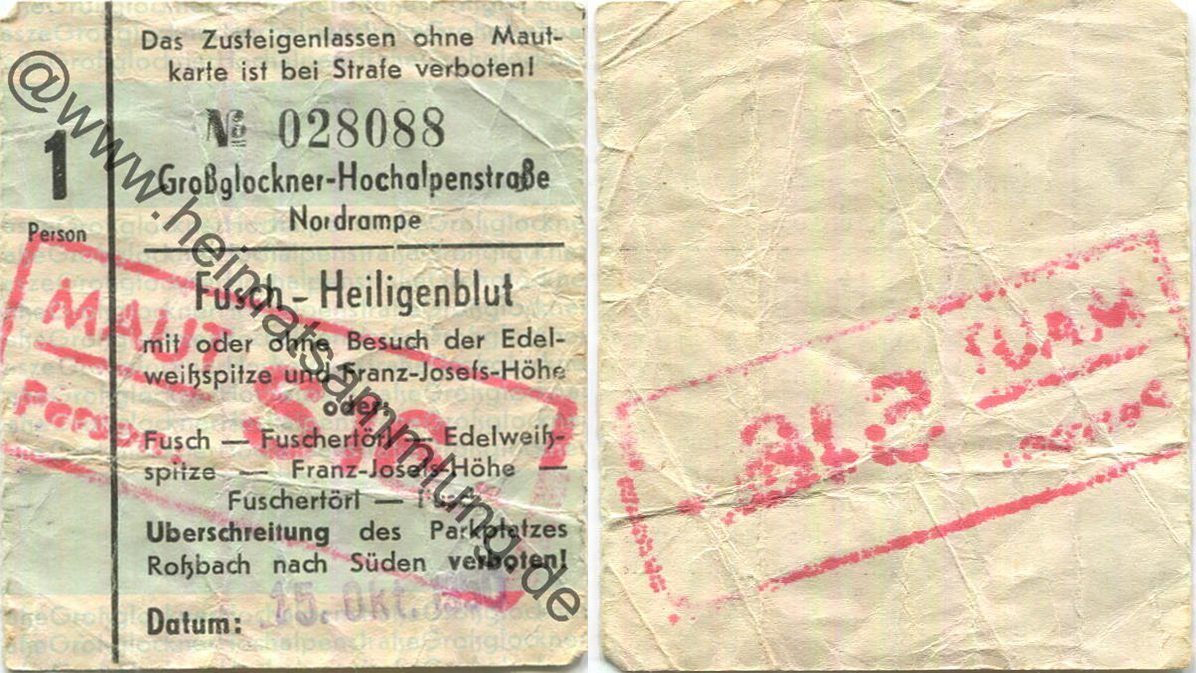 Das Zusteigenlassen ohne Maut-
karte ist bei Strafe verboten!
№ 028088
1
Person
Großglockner-Hochalpenstraße
Nordrampe
Fusch - Heiligenblut
mit oder ohne Besuch der Edel-
weißspitze und Franz-Josefs-Höhe
oder
Fusch — Fuschertörl — Edelweiß-
spitze — Franz-Josefs-Höhe —
Fuschertörl —
Überschreitung des Parkplatzes
Roßbach nach Süden verboten!
Datum: 15. Okt.
MAUT
Person
@www.heimatsammlung.de